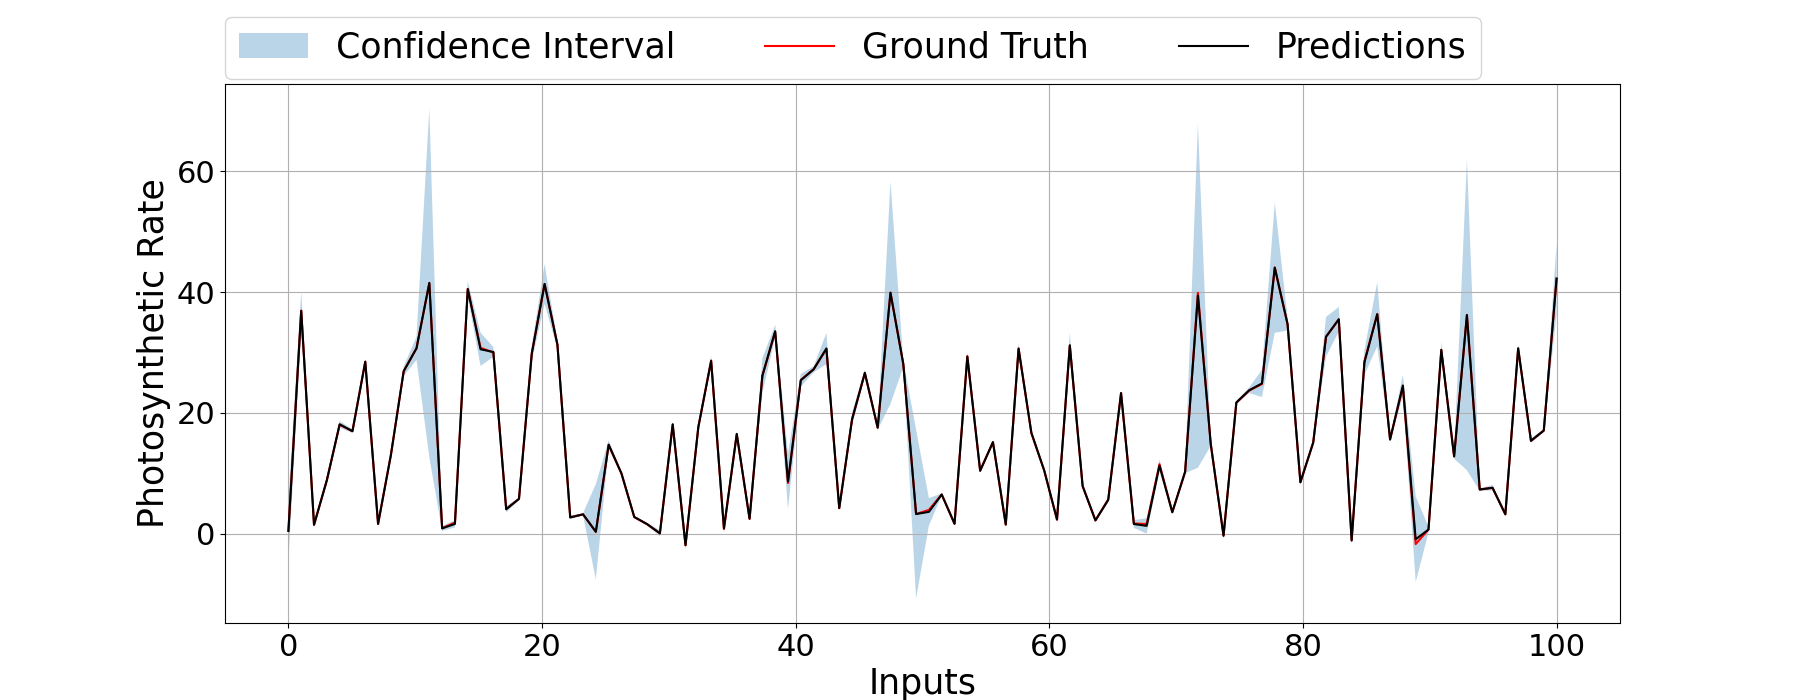 Confidence Interval Ground Truth Predictions
Photosynthetic Rate
60
40
20
0
0 20 40 60 80 100
Inputs